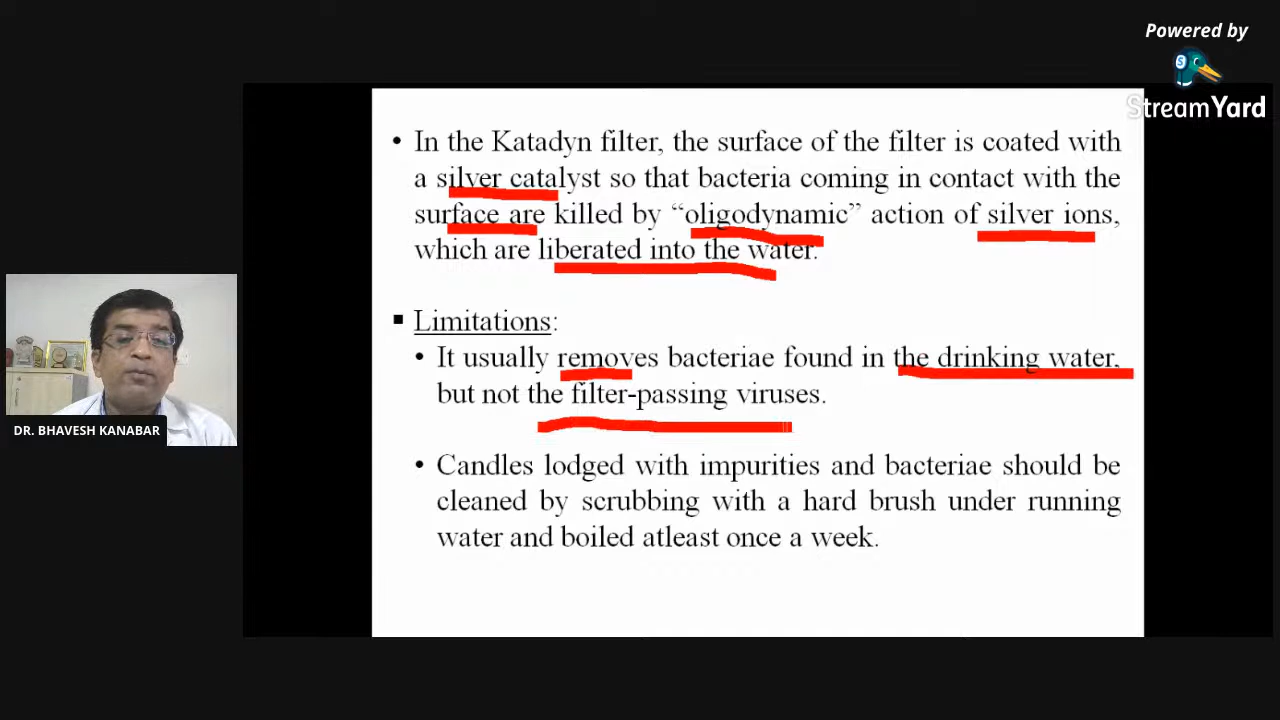 Powered by
StreamYard
• In the Katadyn filter, the surface of the filter is coated with
a silver catalyst so that bacteria coming in contact with the
surface are killed by “oligodynamic” action of silver ions,
which are liberated into the water.
▪ Limitations:
• It usually removes bacteriae found in the drinking water,
but not the filter-passing viruses.
• Candles lodged with impurities and bacteriae should be
cleaned by scrubbing with a hard brush under running
water and boiled atleast once a week.
DR. BHAVESH KANABAR